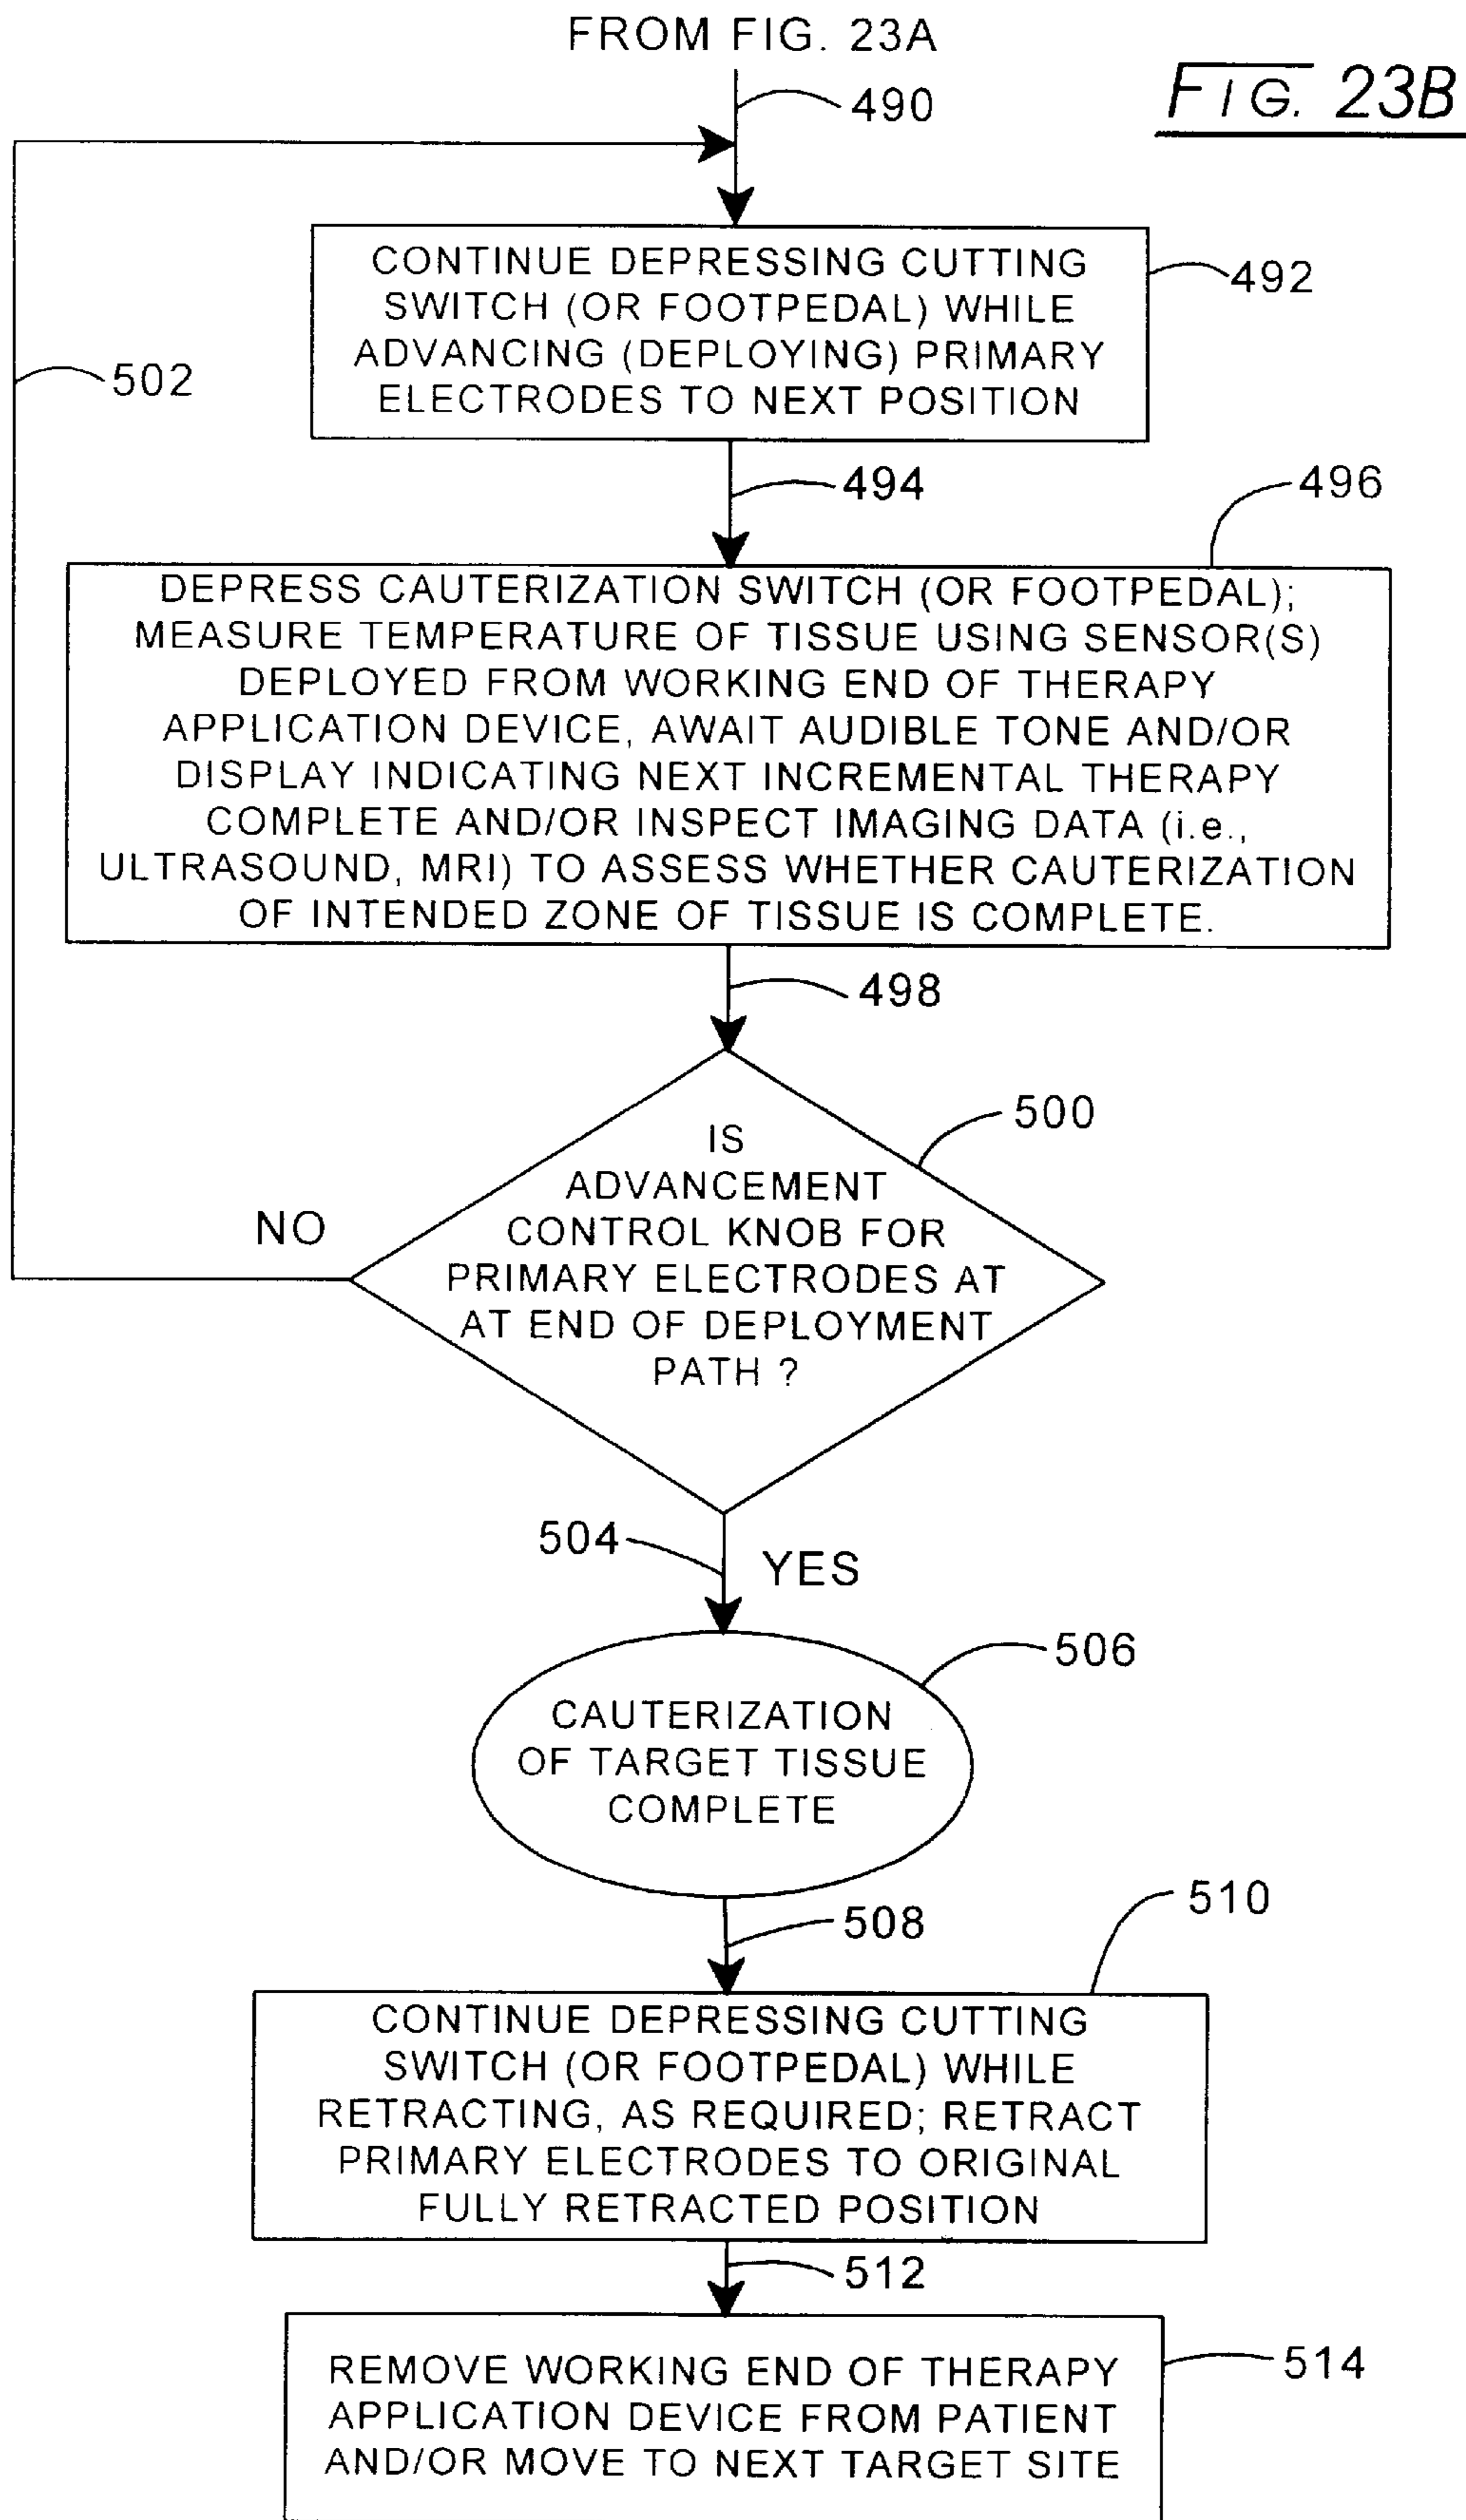 FROM FIG. 23A
FIG. 23B
490
CONTINUE DEPRESSING CUTTING
SWITCH (OR FOOTPEDAL) WHILE
ADVANCING (DEPLOYING) PRIMARY
ELECTRODES TO NEXT POSITION
492
502
494
496
DEPRESS CAUTERIZATION SWITCH (OR FOOTPEDAL);
MEASURE TEMPERATURE OF TISSUE USING SENSOR(S)
DEPLOYED FROM WORKING END OF THERAPY
APPLICATION DEVICE, AWAIT AUDIBLE TONE AND/OR
DISPLAY INDICATING NEXT INCREMENTAL THERAPY
COMPLETE AND/OR INSPECT IMAGING DATA (i.e.,
ULTRASOUND, MRI) TO ASSESS WHETHER CAUTERIZATION
OF INTENDED ZONE OF TISSUE IS COMPLETE.
498
500
IS
ADVANCEMENT
CONTROL KNOB FOR
PRIMARY ELECTRODES AT
AT END OF DEPLOYMENT
PATH ?
NO
504
YES
506
CAUTERIZATION
OF TARGET TISSUE
COMPLETE
508
510
CONTINUE DEPRESSING CUTTING
SWITCH (OR FOOTPEDAL) WHILE
RETRACTING, AS REQUIRED; RETRACT
PRIMARY ELECTRODES TO ORIGINAL
FULLY RETRACTED POSITION
512
REMOVE WORKING END OF THERAPY
APPLICATION DEVICE FROM PATIENT
AND/OR MOVE TO NEXT TARGET SITE
514